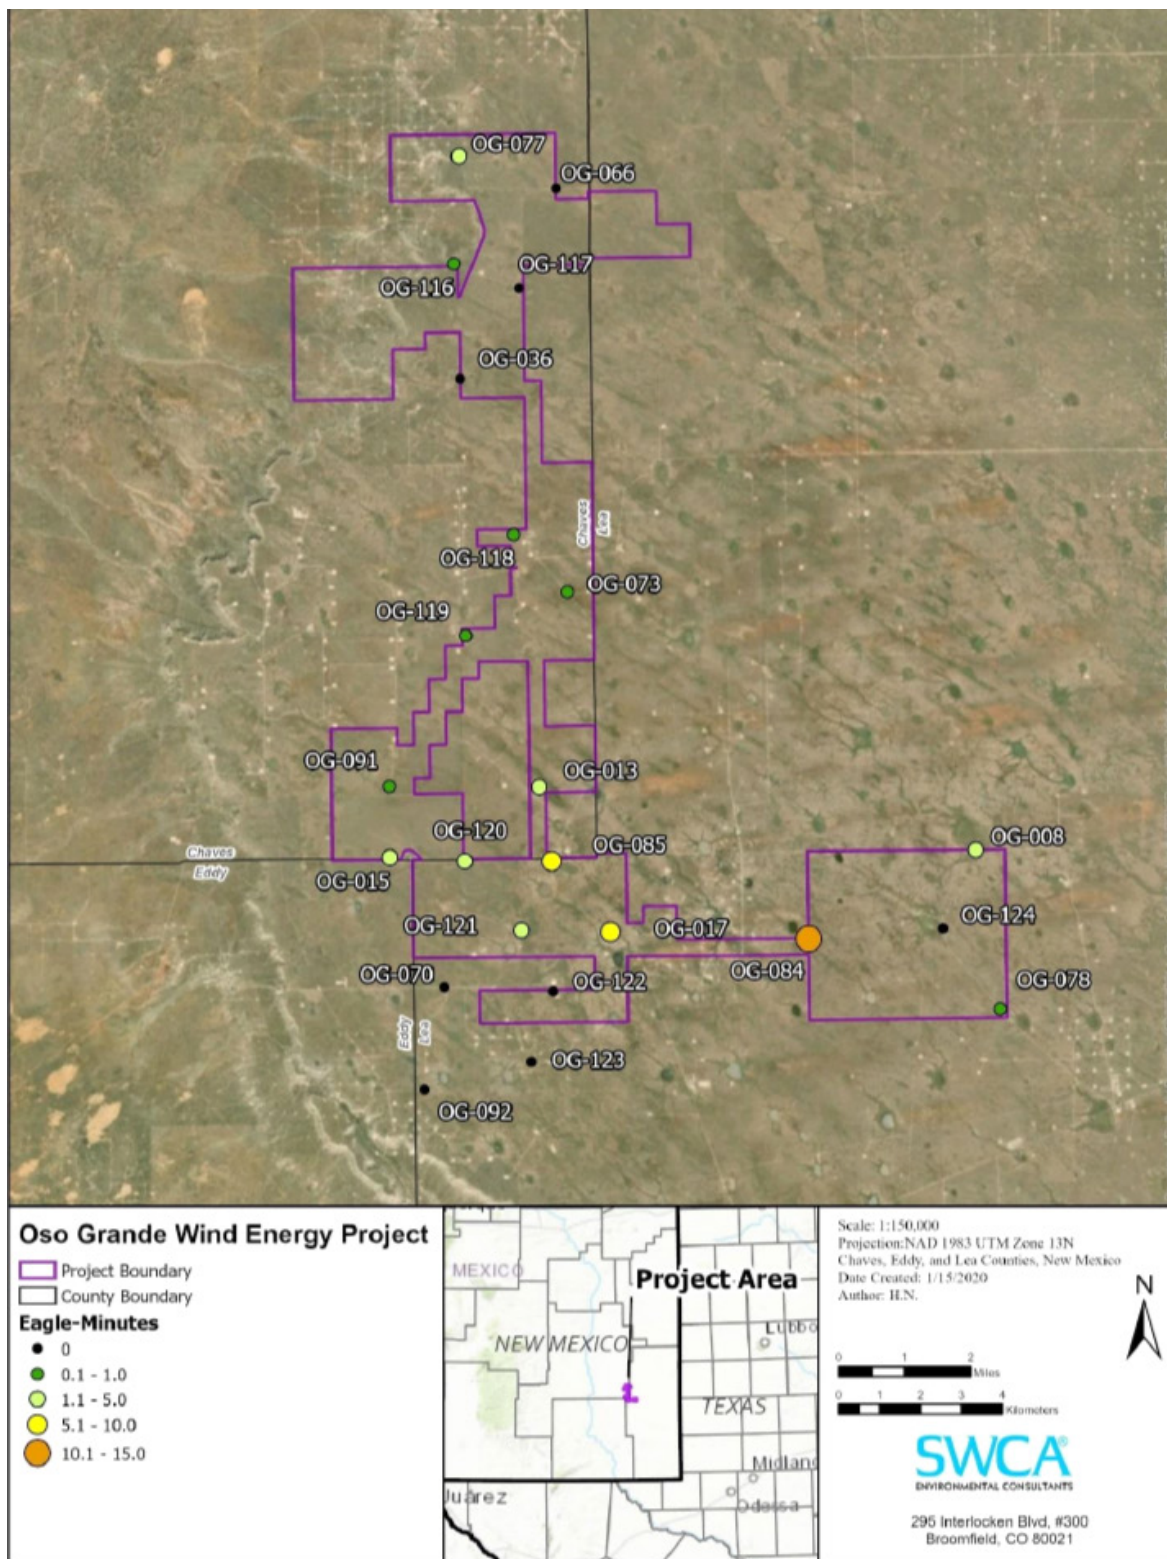 OG-077
OG-066
OG-117
OG-116
OG-036
Chaves
Lea
OG-118
OG-073
OG-119
OG-091
OG-013
OG-120
OG-085
OG-008
Chaves
Eddy
OG-015
OG-121
OG-017
OG-124
OG-084
OG-070
OG-122
OG-078
Eddy
Lea
OG-123
OG-092
Oso Grande Wind Energy Project
Project Boundary
County Boundary
Eagle-Minutes
0
0.1 - 1.0
1.1 - 5.0
5.1 - 10.0
10.1 - 15.0
MEXICO
Project Area
NEW MEXICO
Lubbo
TEXAS
Midland
Odessa
Juárez
Scale: 1:150,000
Projection:NAD 1983 UTM Zone 13N
Chaves, Eddy, and Lea Counties, New Mexico
Date Created: 1/15/2020
Author: H.N.
N
0 1 2
Miles
0 1 2 3 4
Kilometers
SWCA®
ENVIRONMENTAL CONSULTANTS
295 Interlocken Blvd, #300
Broomfield, CO 80021